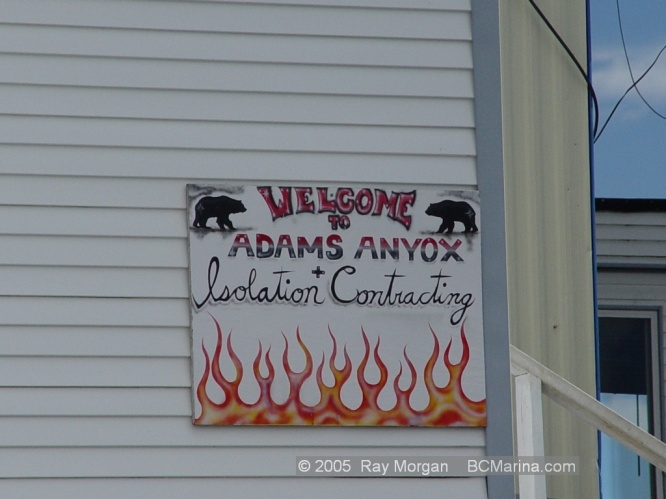 WELCOME
TO
ADAMS ANYOX
+
Isolation Contracting
© 2005 Ray Morgan BCMarina.com